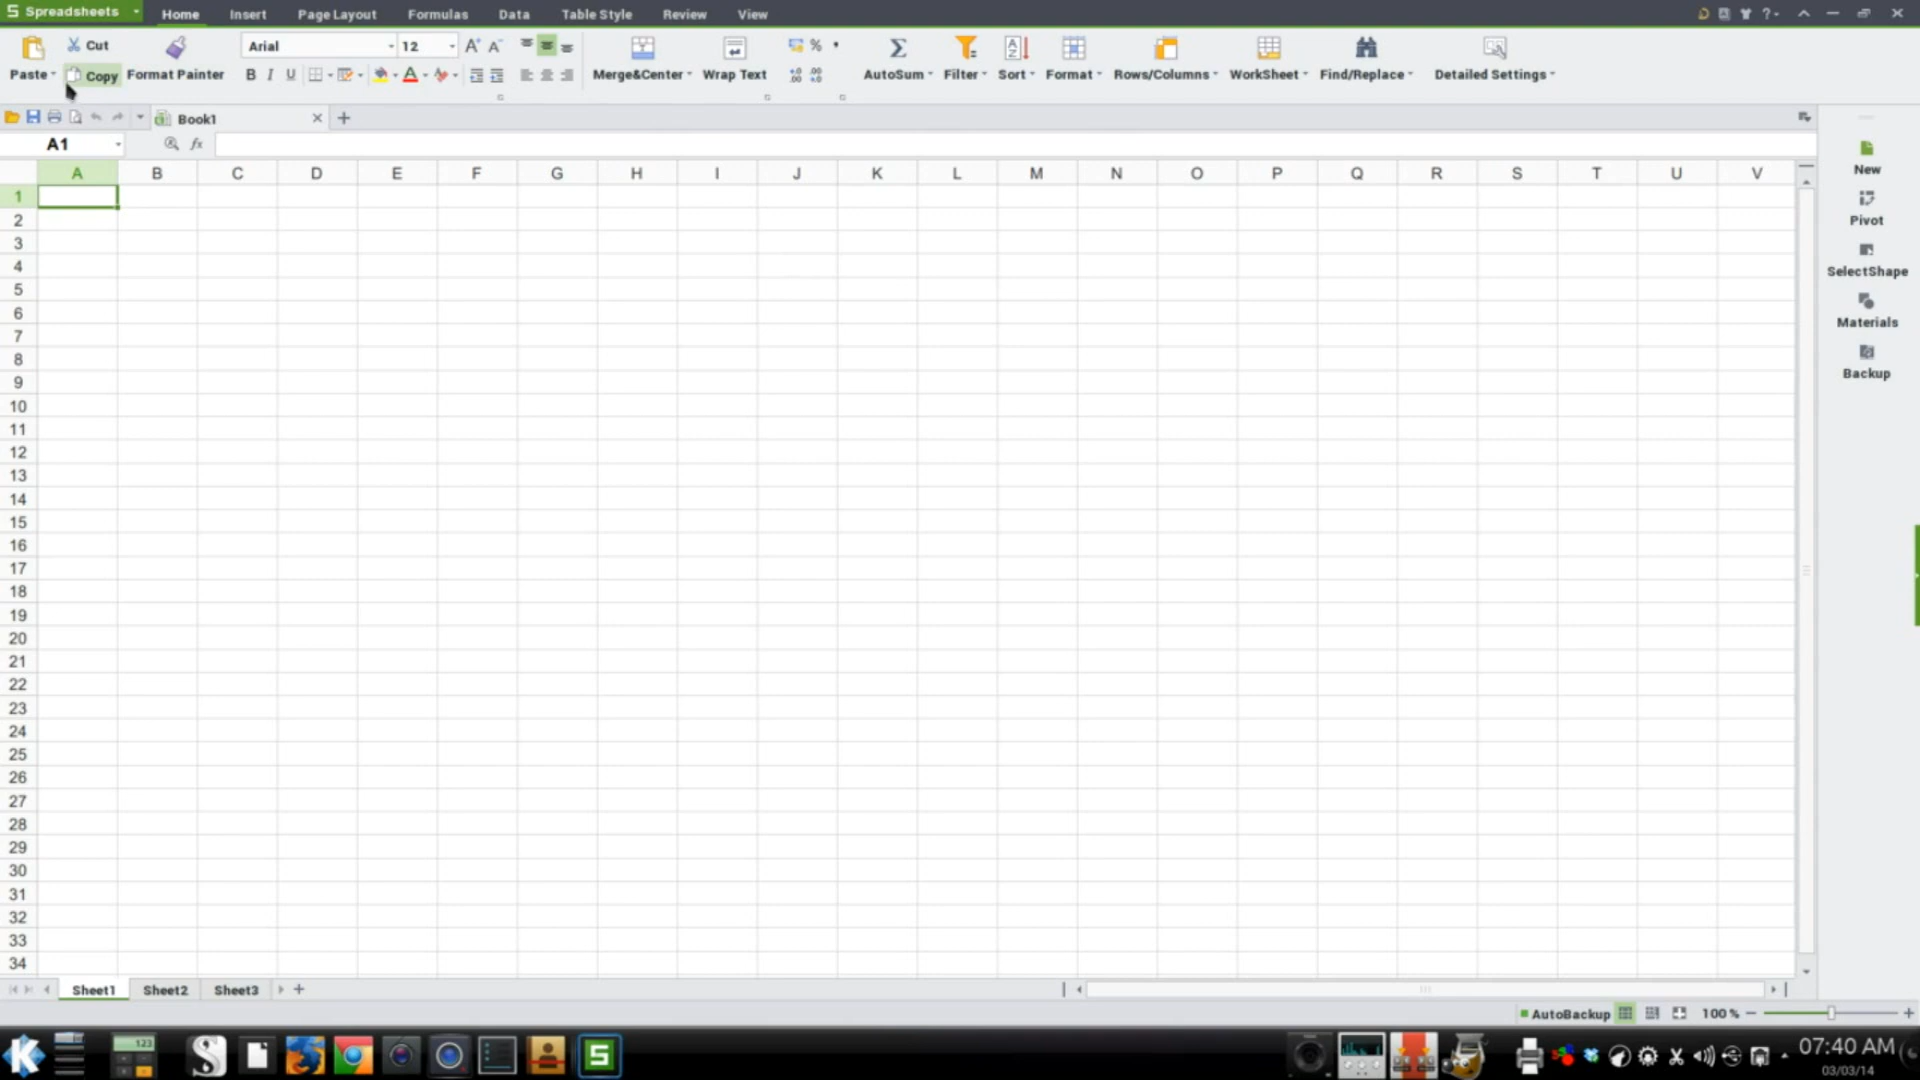 S Spreadsheets Home Insert Page Layout Formulas Data Table Style Review View ?
Cut Arial 12 A+ A- %
Paste Copy Format Painter B I U A Merge&Center Wrap Text AutoSum Filter Sort Format Rows/Columns WorkSheet Find/Replace Detailed Settings
Book1
A1 fx
A B C D E F G H I J K L M N O P Q R S T U V
New
Pivot
SelectShape
Materials
Backup
1
2
3
4
5
6
7
8
9
10
11
12
13
14
15
16
17
18
19
20
21
22
23
24
25
26
27
28
29
30
31
32
33
34
Sheet1 Sheet2 Sheet3
AutoBackup 100 %
123
07:40 AM
03/03/14